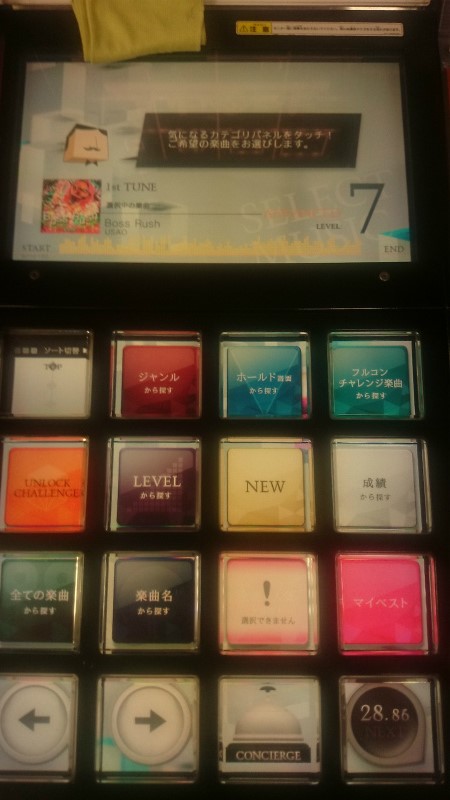 注意
気になるカテゴリパネルをタッチ！
ご希望の楽曲をお選びします。
1st TUNE
選択中の楽曲
Boss Rush
USAO
SELECT
MUSIC
LEVEL
7
START
END
ソート切替
TOP
ジャンル
から探す
ホールド譜面
から探す
フルコン
チャレンジ楽曲
から探す
UNLOCK
CHALLENGE
LEVEL
から探す
NEW
成績
から探す
全ての楽曲
から探す
楽曲名
から探す
!
選択できません
マイベスト
CONCIERGE
28.86
NEXT